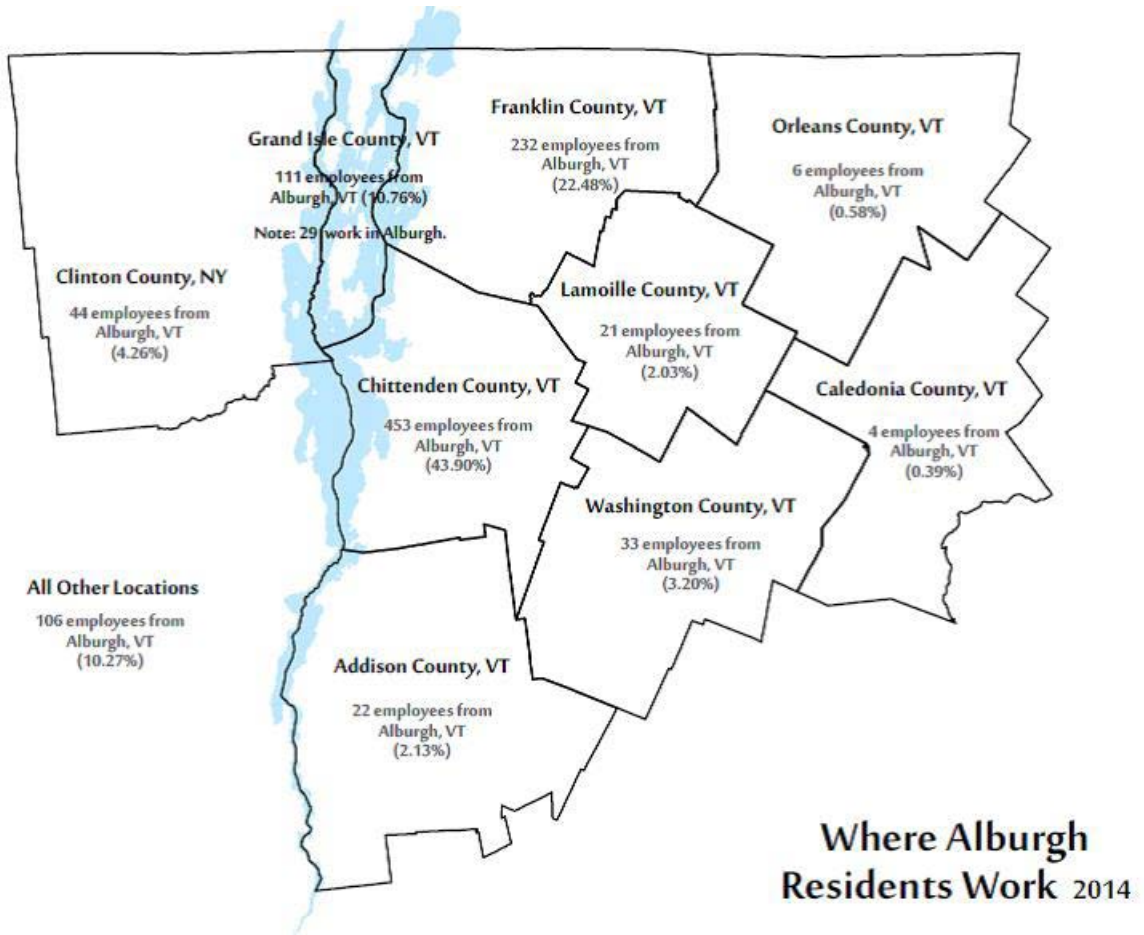 Franklin County, VT
232 employees from
Alburgh, VT
(22.48%)
Orleans County, VT
6 employees from
Alburgh, VT
(0.58%)
Grand Isle County, VT
111 employees from
Alburgh, VT (10.76%)
Note: 29 work in Alburgh.
Clinton County, NY
44 employees from
Alburgh, VT
(4.26%)
Lamoille County, VT
21 employees from
Alburgh, VT
(2.03%)
Chittenden County, VT
453 employees from
Alburgh, VT
(43.90%)
Caledonia County, VT
4 employees from
Alburgh, VT
(0.39%)
Washington County, VT
33 employees from
Alburgh, VT
(3.20%)
All Other Locations
106 employees from
Alburgh, VT
(10.27%)
Addison County, VT
22 employees from
Alburgh, VT
(2.13%)
Where Alburgh
Residents Work 2014